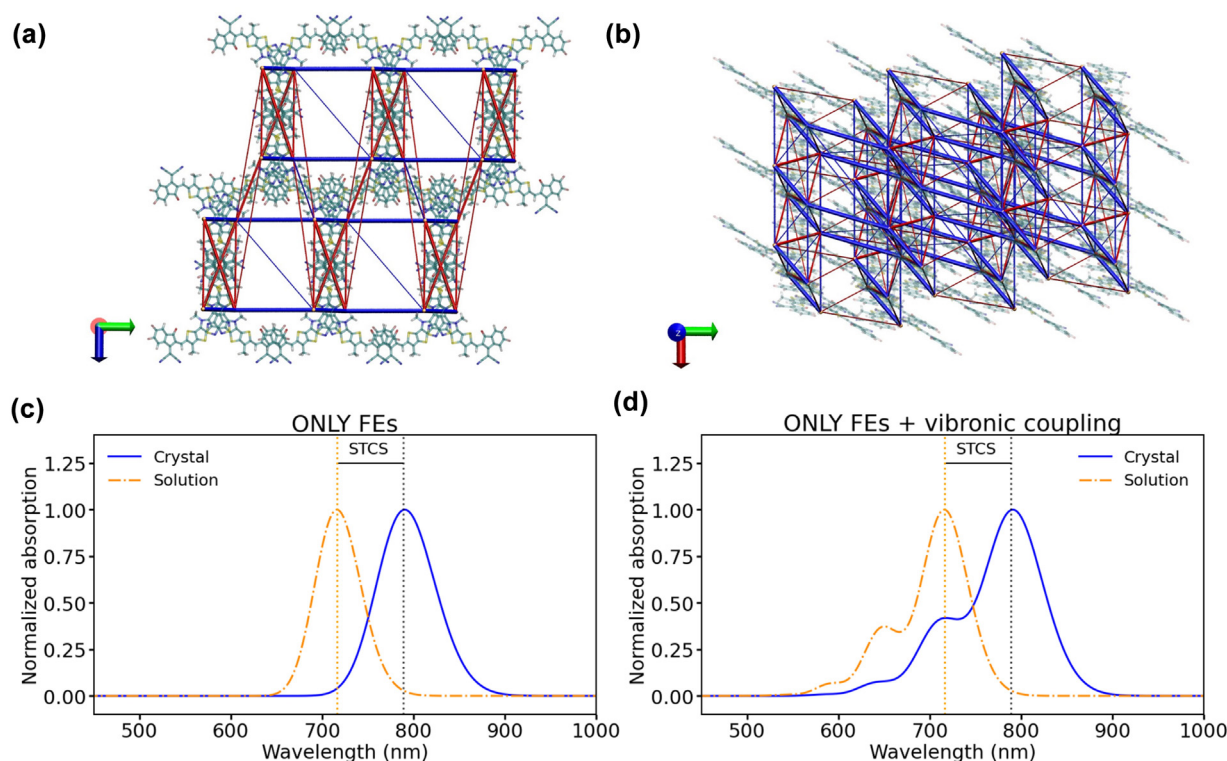 (a)
(b)
z
(c)
ONLY FEs
STCS
Crystal
Solution
Normalized absorption
1.25
1.00
0.75
0.50
0.25
0.00
500
600
700
800
900
1000
Wavelength (nm)
(d)
ONLY FEs + vibronic coupling
STCS
Crystal
Solution
Normalized absorption
1.25
1.00
0.75
0.50
0.25
0.00
500
600
700
800
900
1000
Wavelength (nm)